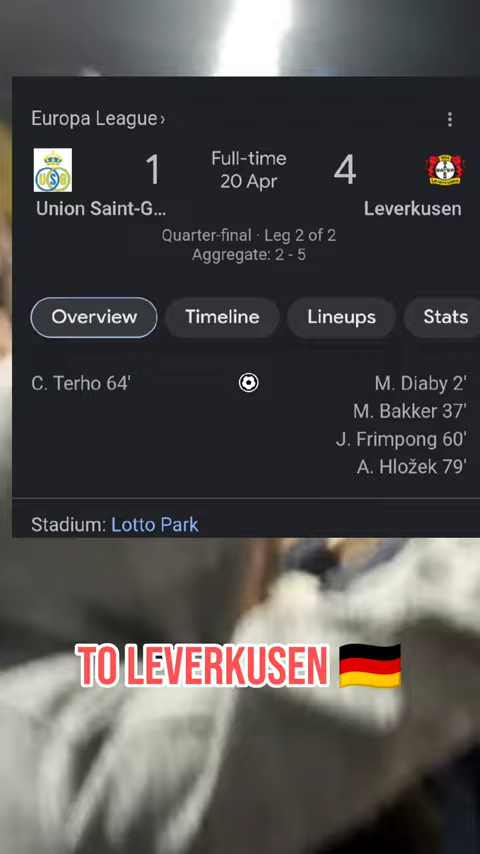 Europa League ›
1 Full-time 4
20 Apr
Union Saint-G... Leverkusen
Quarter-final · Leg 2 of 2
Aggregate: 2 - 5
Overview Timeline Lineups Stats
C. Terho 64' M. Diaby 2'
M. Bakker 37'
J. Frimpong 60'
A. Hložek 79'
Stadium: Lotto Park
TO LEVERKUSEN 🇩🇪